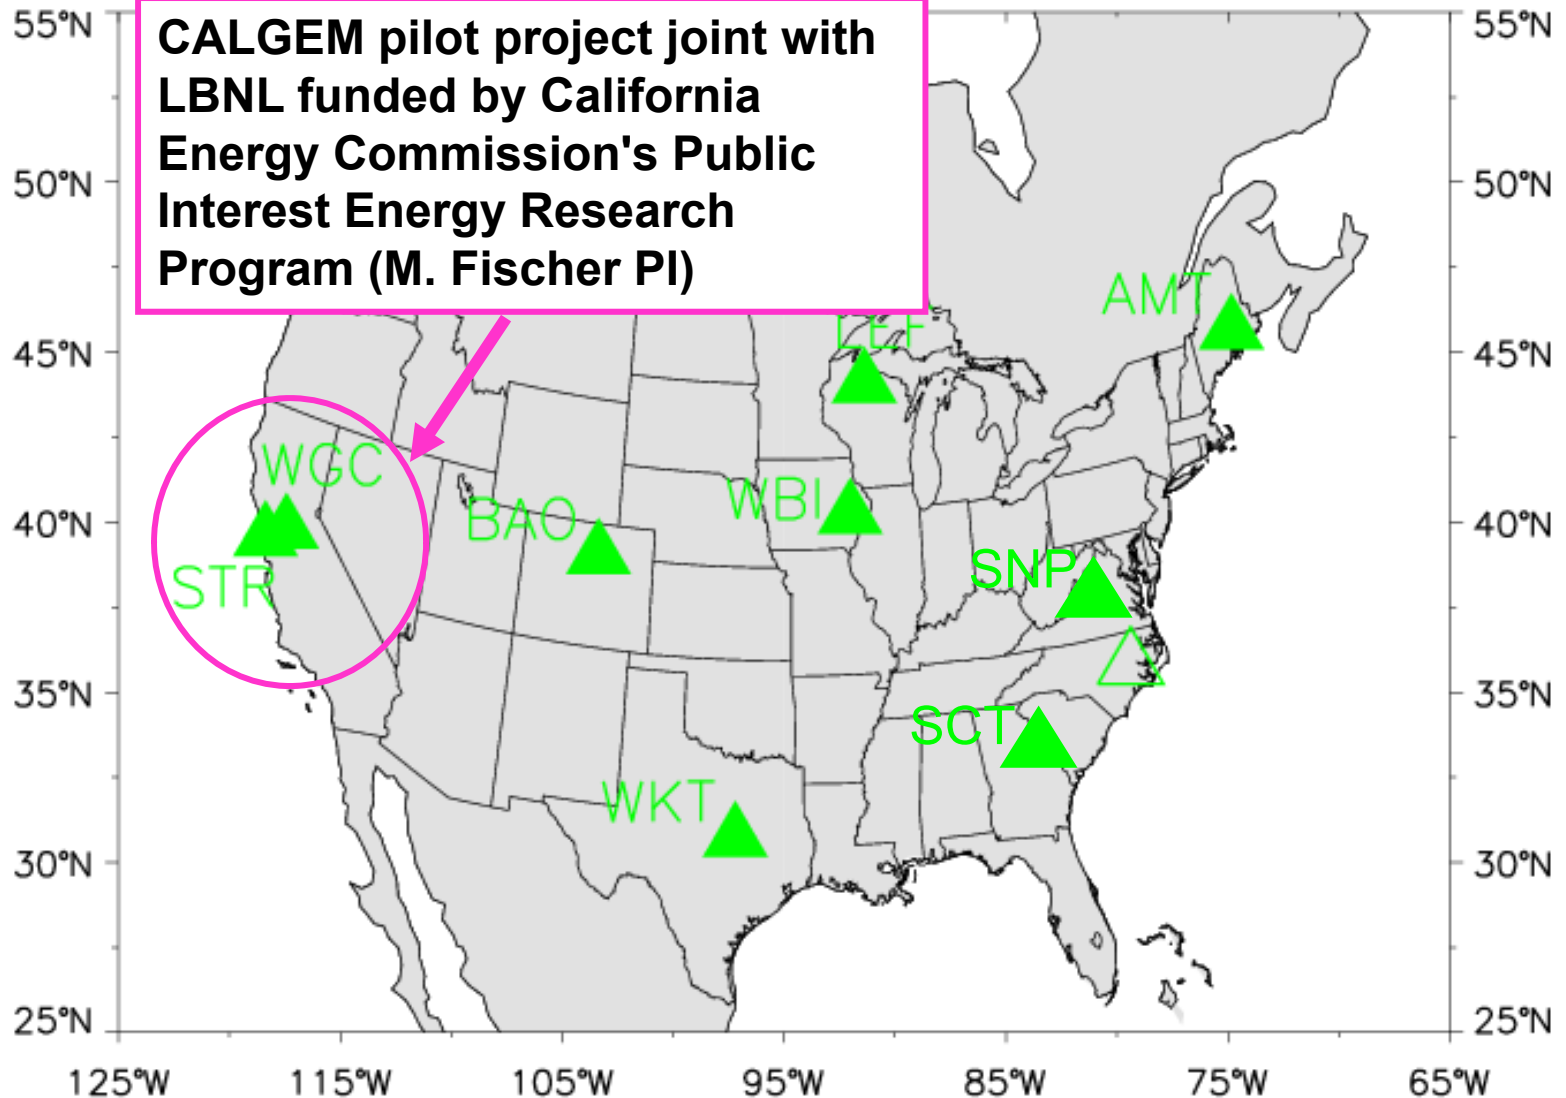 55°N
CALGEM pilot project joint with
LBNL funded by California
Energy Commission's Public
Interest Energy Research
Program (M. Fischer PI)
55°N
50°N
50°N
AMT
LEF
45°N
45°N
WGC
WBI
BAO
40°N
40°N
SNP
STR
35°N
35°N
SCT
WKT
30°N
30°N
25°N
25°N
125°W 115°W 105°W 95°W 85°W 75°W 65°W